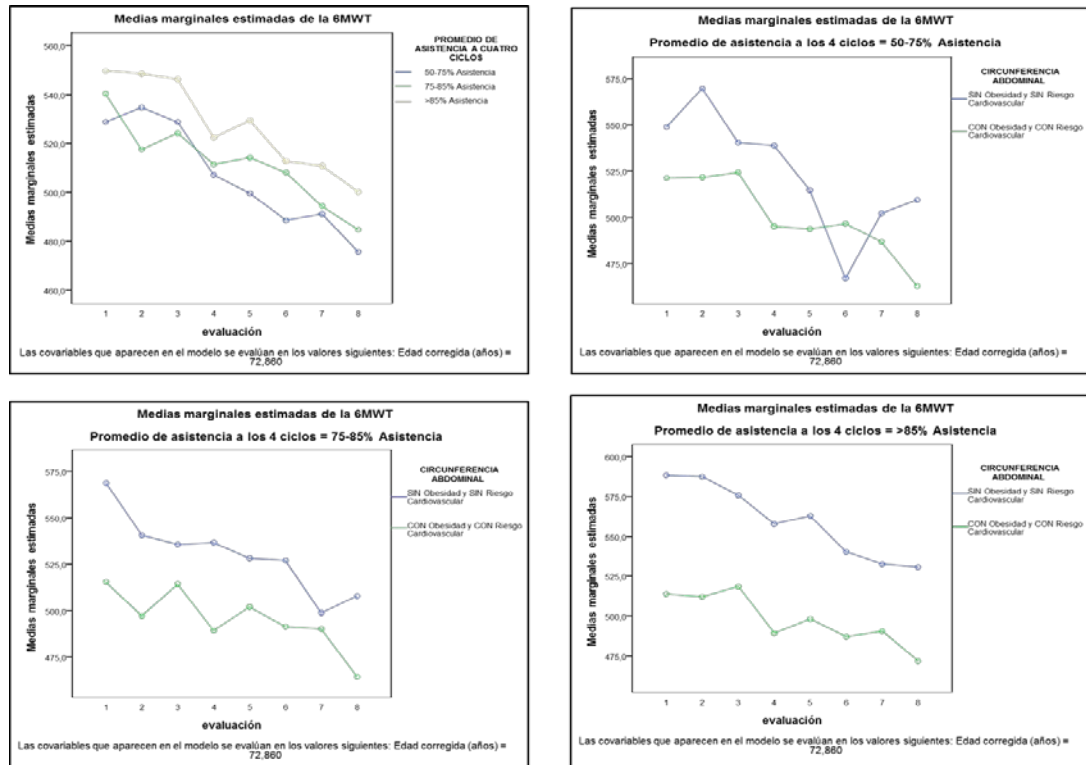 Medias marginales estimadas de la 6MWT
Medias marginales estimadas
560,0
540,0
520,0
500,0
480,0
460,0
1 2 3 4 5 6 7 8
evaluación
PROMEDIO DE
ASISTENCIA A CUATRO
CICLOS
50-75% Asistencia
75-85% Asistencia
>85% Asistencia
Las covariables que aparecen en el modelo se evalúan en los valores siguientes: Edad corregida (años) =
72,860
Medias marginales estimadas de la 6MWT
Promedio de asistencia a los 4 ciclos = 50-75% Asistencia
Medias marginales estimadas
575,0
550,0
525,0
500,0
475,0
1 2 3 4 5 6 7 8
evaluación
CIRCUNFERENCIA
ABDOMINAL
SIN Obesidad y SIN Riesgo
Cardiovascular
CON Obesidad y CON Riesgo
Cardiovascular
Las covariables que aparecen en el modelo se evalúan en los valores siguientes: Edad corregida (años) =
72,860
Medias marginales estimadas de la 6MWT
Promedio de asistencia a los 4 ciclos = 75-85% Asistencia
Medias marginales estimadas
575,0
550,0
525,0
500,0
475,0
1 2 3 4 5 6 7 8
evaluación
CIRCUNFERENCIA
ABDOMINAL
SIN Obesidad y SIN Riesgo
Cardiovascular
CON Obesidad y CON Riesgo
Cardiovascular
Las covariables que aparecen en el modelo se evalúan en los valores siguientes: Edad corregida (años) =
72,860
Medias marginales estimadas de la 6MWT
Promedio de asistencia a los 4 ciclos = >85% Asistencia
Medias marginales estimadas
600,0
575,0
550,0
525,0
500,0
475,0
1 2 3 4 5 6 7 8
evaluación
CIRCUNFERENCIA
ABDOMINAL
SIN Obesidad y SIN Riesgo
Cardiovascular
CON Obesidad y CON Riesgo
Cardiovascular
Las covariables que aparecen en el modelo se evalúan en los valores siguientes: Edad corregida (años) =
72,860